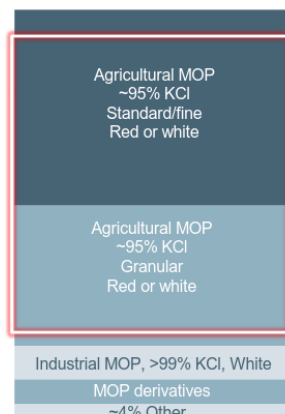 Agricultural MOP
~95% KCl
Standard/fine
Red or white
Agricultural MOP
~95% KCl
Granular
Red or white
Industrial MOP, >99% KCl, White
MOP derivatives
~4% Other